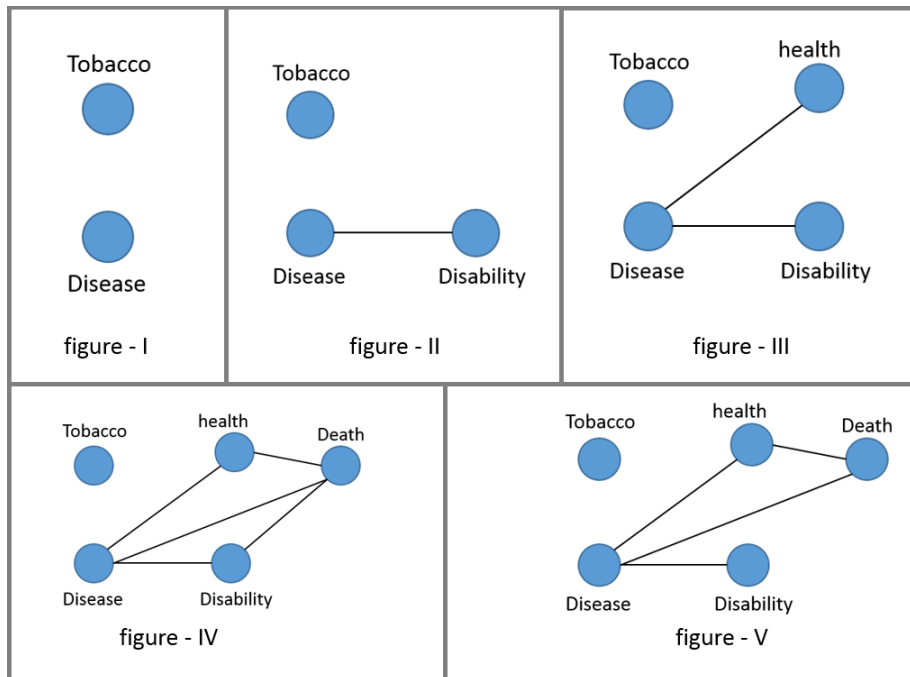 Tobacco
Disease
figure - I
Tobacco
Disease
Disability
figure - II
Tobacco
health
Disease
Disability
figure - III
Tobacco
health
Death
Disease
Disability
figure - IV
Tobacco
health
Death
Disease
Disability
figure - V